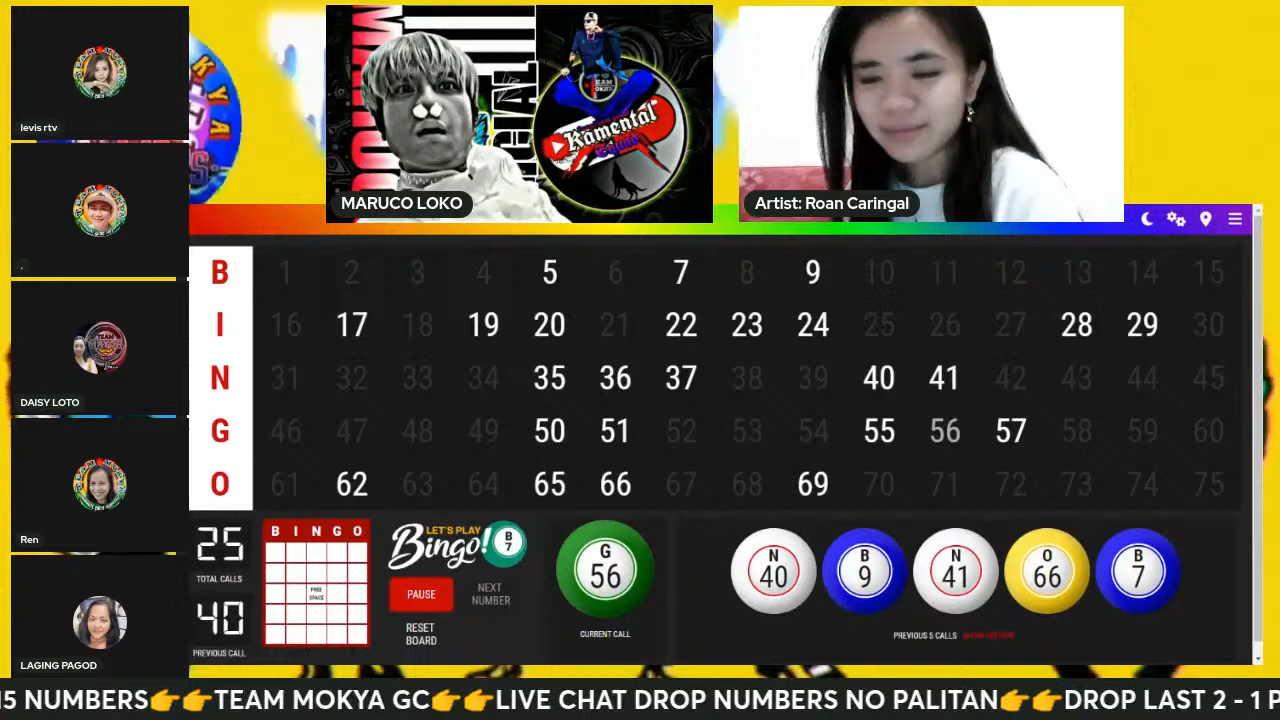 levis rtv
.
DAISY LOTO
Ren
LAGING PAGOD
MARUCO LOKO
Kamental
Artist: Roan Caringal
B 1 2 3 4 5 6 7 8 9 10 11 12 13 14 15
I 16 17 18 19 20 21 22 23 24 25 26 27 28 29 30
N 31 32 33 34 35 36 37 38 39 40 41 42 43 44 45
G 46 47 48 49 50 51 52 53 54 55 56 57 58 59 60
O 61 62 63 64 65 66 67 68 69 70 71 72 73 74 75
25
TOTAL CALLS
40
PREVIOUS CALL
B I N G O
FREE
SPACE
LET'S PLAY
Bingo!
B
7
PAUSE
NEXT
NUMBER
RESET
BOARD
G
56
CURRENT CALL
N
40
B
9
N
41
O
66
B
7
PREVIOUS 5 CALLS SHOW HISTORY
15 NUMBERS👉👉TEAM MOKYA GC👉👉LIVE CHAT DROP NUMBERS NO PALITAN👉👉DROP LAST 2 - 1 P